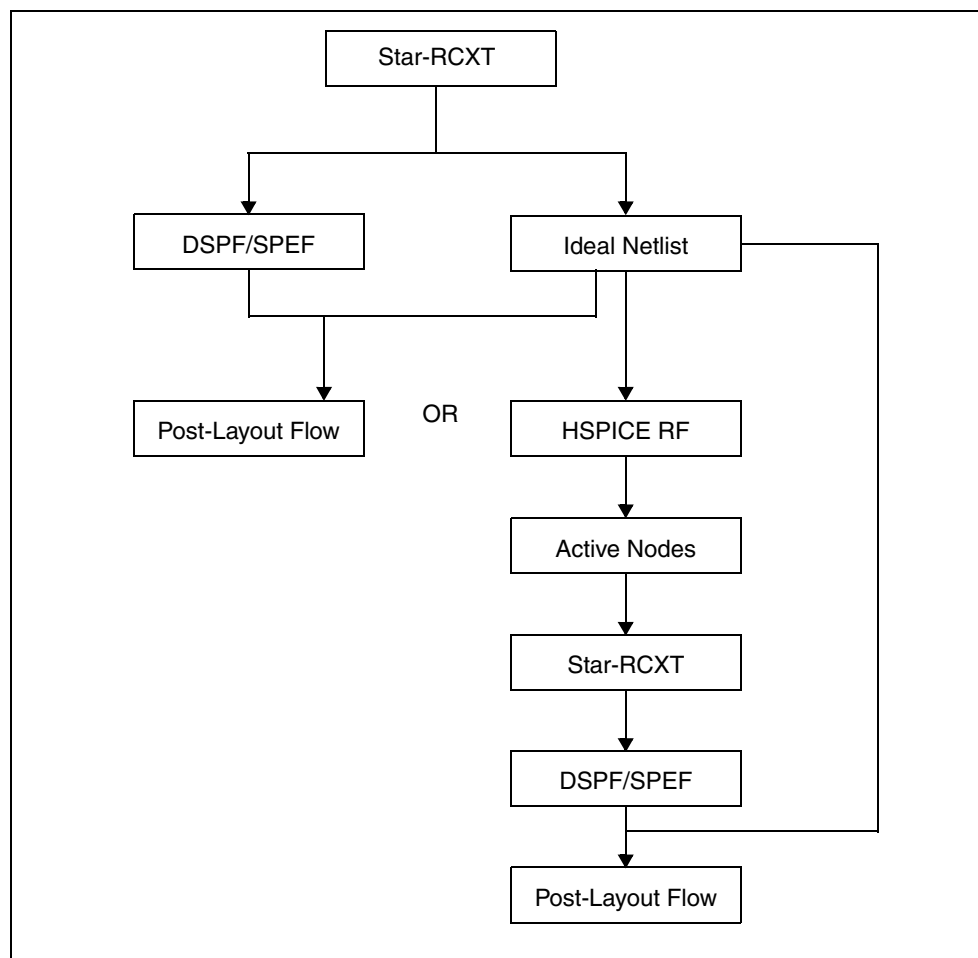 Star-RCXT
DSPF/SPEF
Ideal Netlist
Post-Layout Flow
OR
HSPICE RF
Active Nodes
Star-RCXT
DSPF/SPEF
Post-Layout Flow